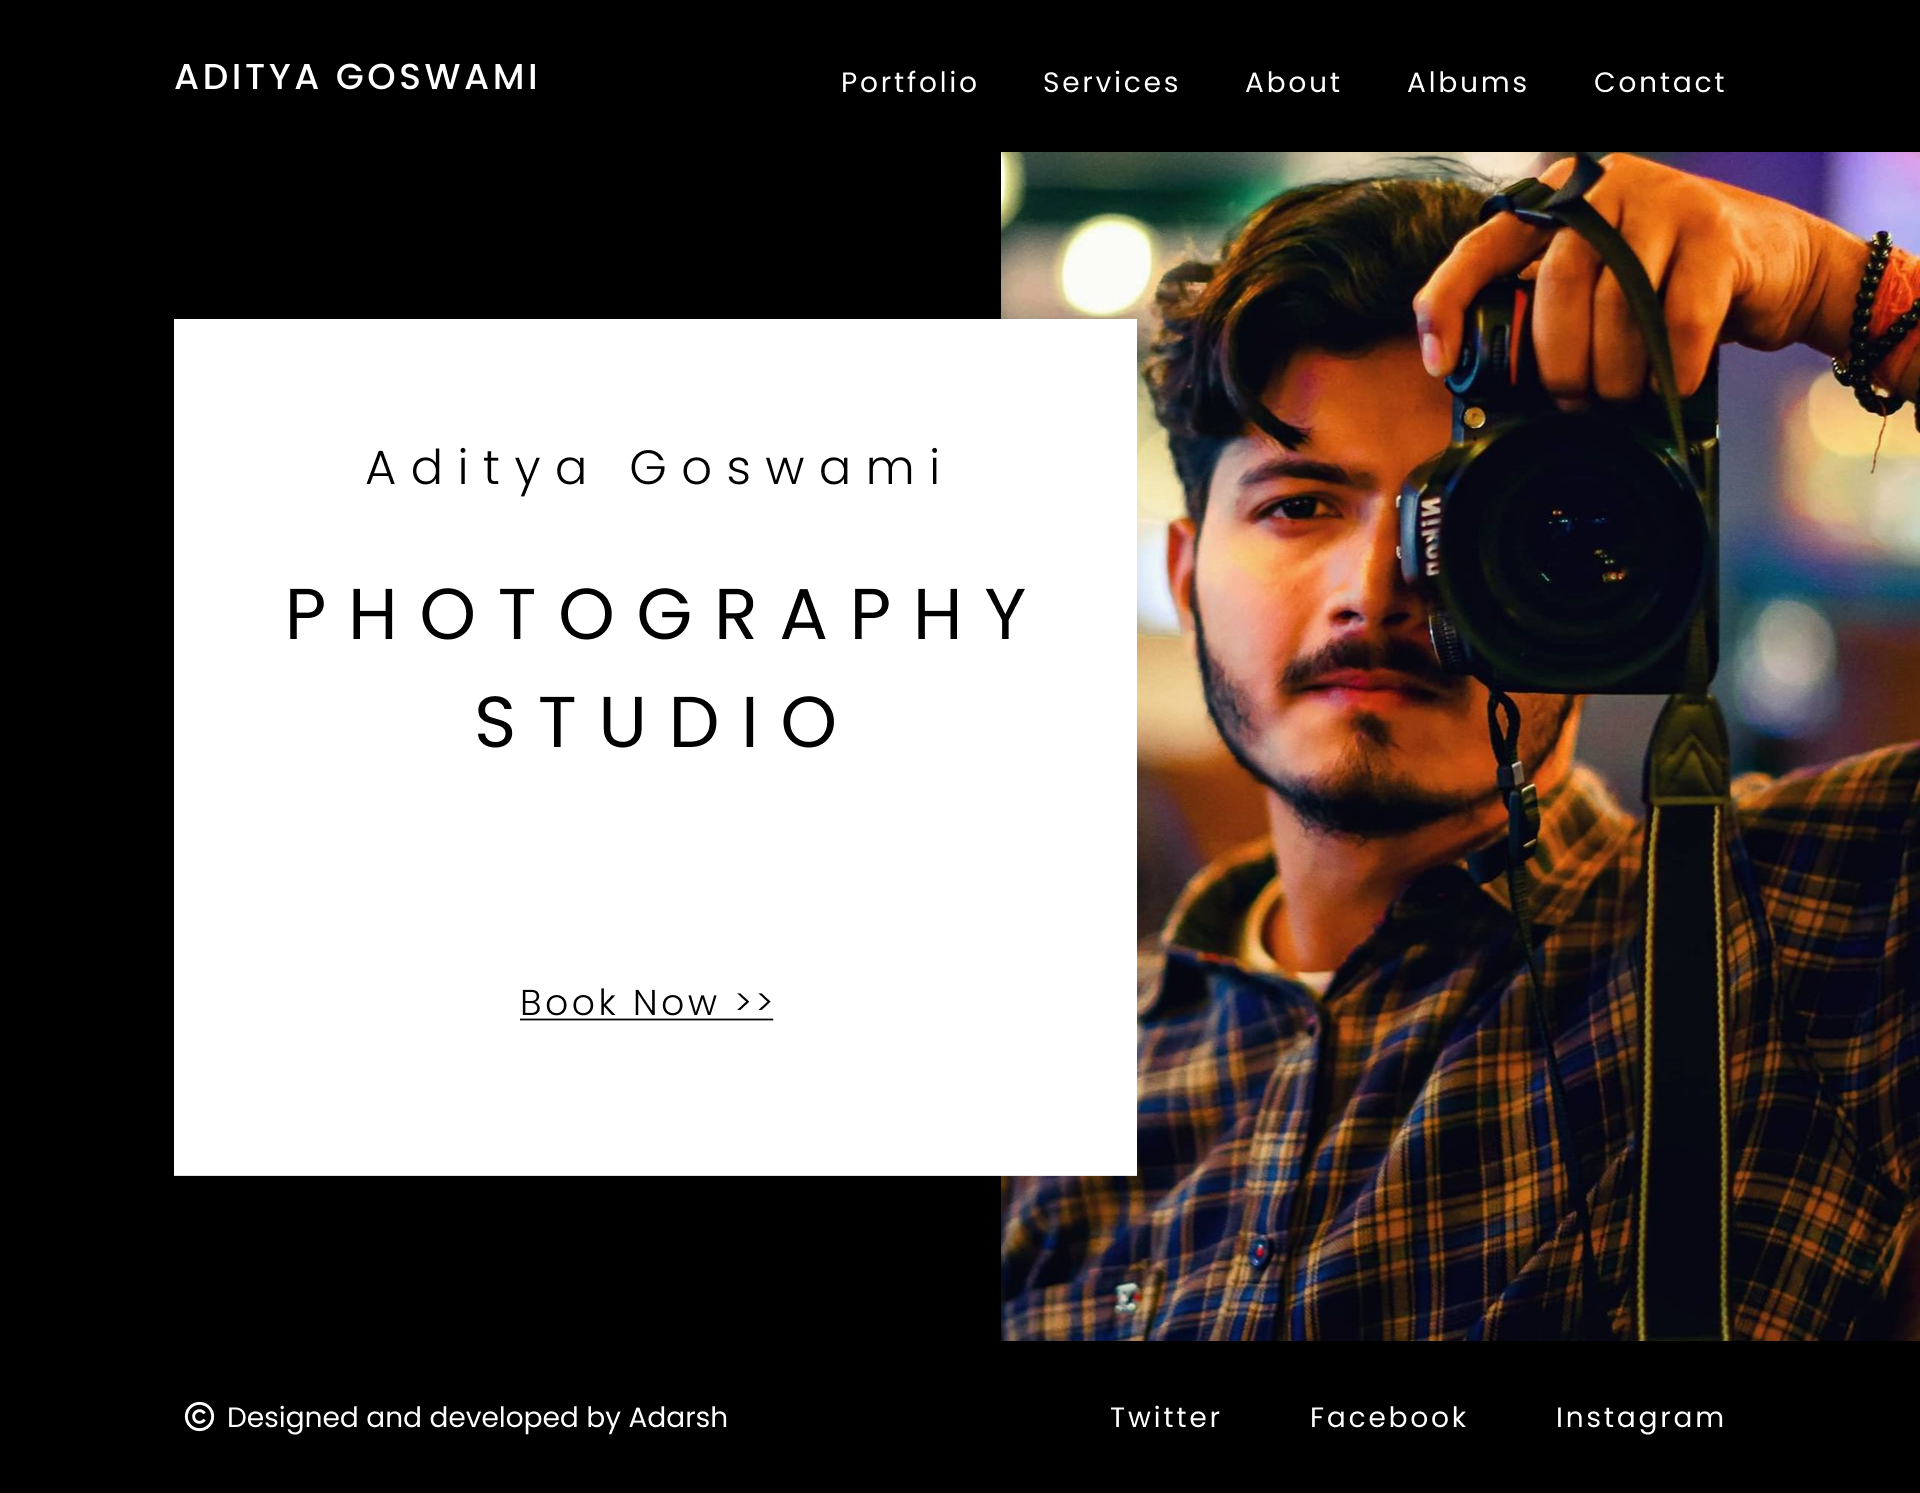 ADITYA GOSWAMI
Portfolio Services About Albums Contact
Aditya Goswami
PHOTOGRAPHY
STUDIO
Nikon
Book Now >>
© Designed and developed by Adarsh
Twitter Facebook Instagram